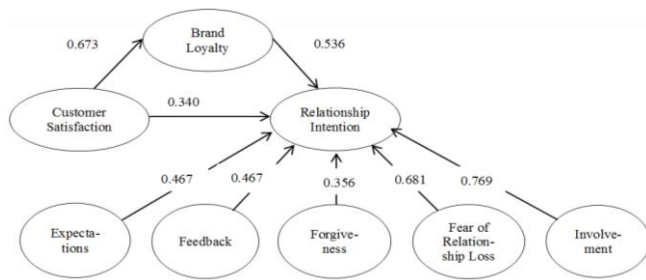 Brand
Loyalty
0.673
0.536
Customer
Satisfaction
0.340
Relationship
Intention
0.467
0.467
0.356
0.681
0.769
Expecta-
tions
Feedback
Forgive-
ness
Fear of
Relation-
ship Loss
Involve-
ment